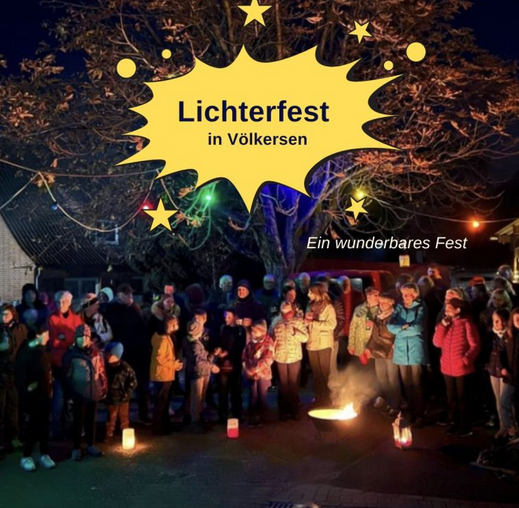 Lichterfest
in Völkersen
Ein wunderbares Fest